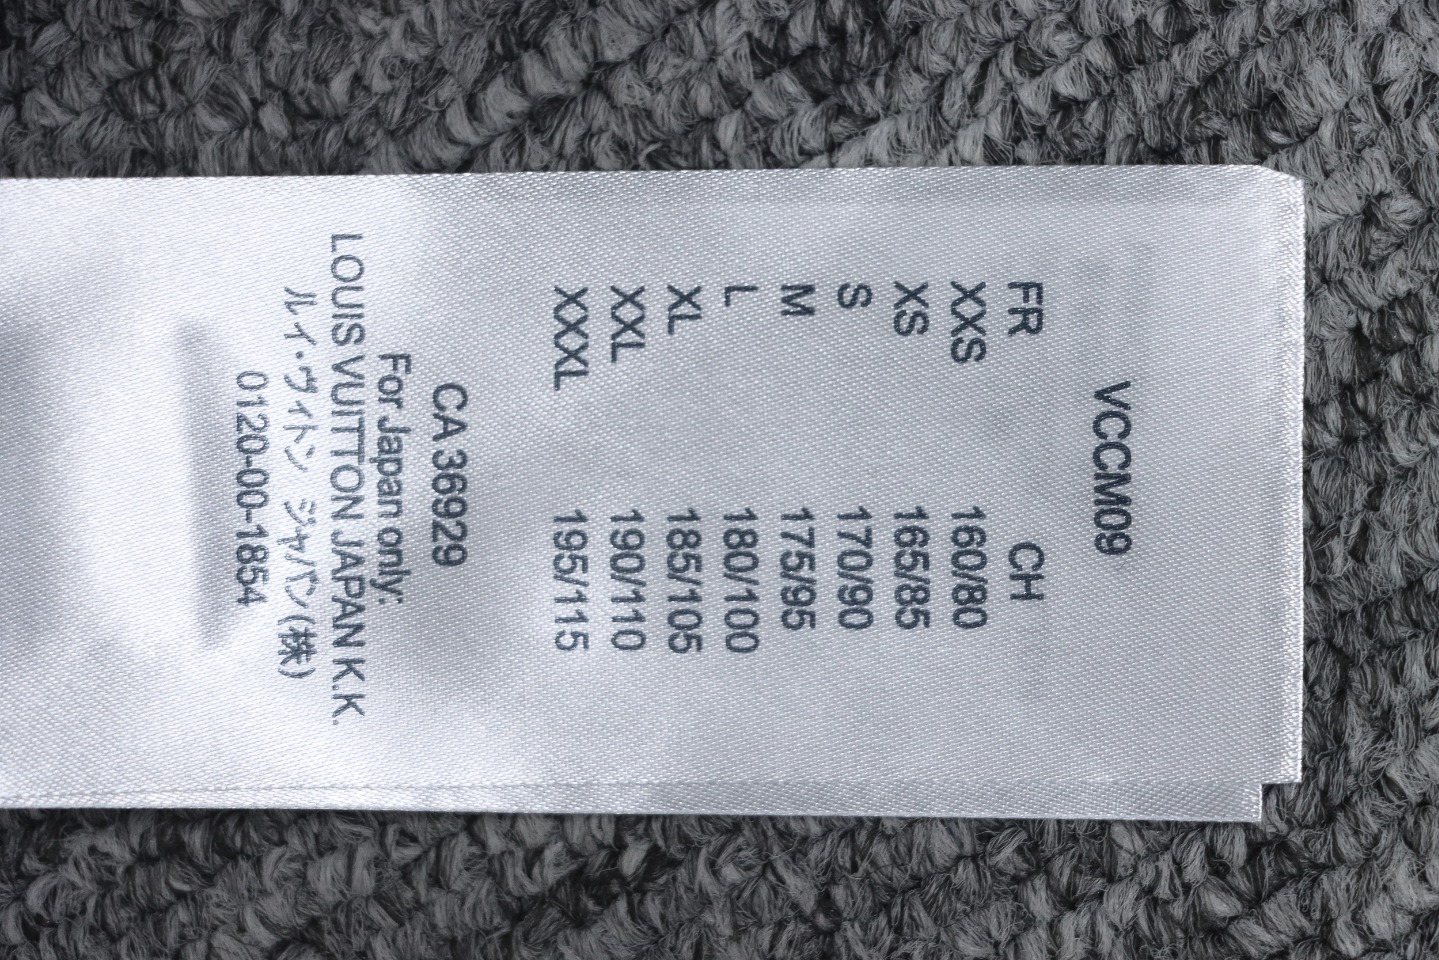 VCCM09
FR CH
XXS 160/80
XS 165/85
S 170/90
M 175/95
L 180/100
XL 185/105
XXL 190/110
XXXL 195/115
CA 36929
For Japan only:
LOUIS VUITTON JAPAN K.K.
ルイ・ヴィトン ジャパン(株)
0120-00-1854